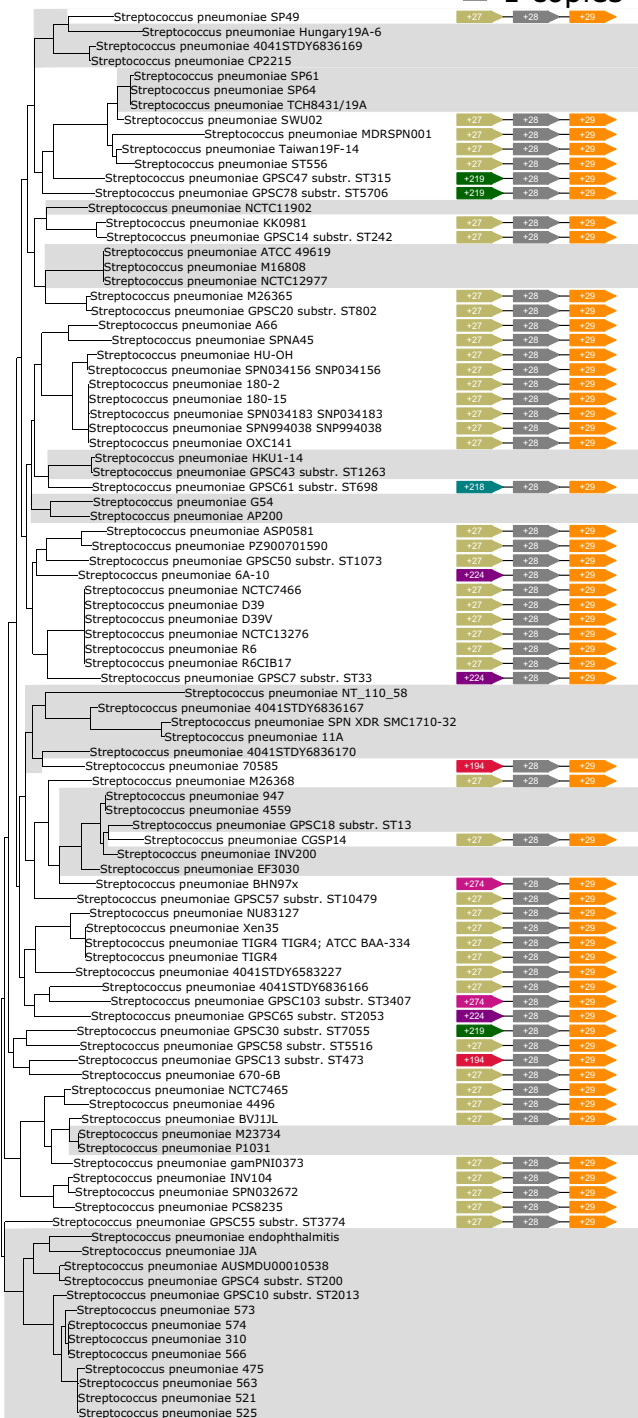 Streptococcus pneumoniae SP49 +27 +28 +29
Streptococcus pneumoniae Hungary19A-6
Streptococcus pneumoniae 4041STDY6836169
Streptococcus pneumoniae CP2215
Streptococcus pneumoniae SP61
Streptococcus pneumoniae SP64
Streptococcus pneumoniae TCH8431/19A
Streptococcus pneumoniae SWU02 +27 +28 +29
Streptococcus pneumoniae MDRSPN001 +27 +28 +29
Streptococcus pneumoniae Taiwan19F-14 +27 +28 +29
Streptococcus pneumoniae ST556 +27 +28 +29
Streptococcus pneumoniae GPSC47 substr. ST315 +219 +28 +29
Streptococcus pneumoniae GPSC78 substr. ST5706 +219 +28 +29
Streptococcus pneumoniae NCTC11902
Streptococcus pneumoniae KK0981 +27 +28 +29
Streptococcus pneumoniae GPSC14 substr. ST242 +27 +28 +29
Streptococcus pneumoniae ATCC 49619
Streptococcus pneumoniae M16808
Streptococcus pneumoniae NCTC12977
Streptococcus pneumoniae M26365 +27 +28 +29
Streptococcus pneumoniae GPSC20 substr. ST802 +27 +28 +29
Streptococcus pneumoniae A66 +27 +28 +29
Streptococcus pneumoniae SPNA45 +27 +28 +29
Streptococcus pneumoniae HU-OH +27 +28 +29
Streptococcus pneumoniae SPN034156 SNP034156 +27 +28 +29
Streptococcus pneumoniae 180-2 +27 +28 +29
Streptococcus pneumoniae 180-15 +27 +28 +29
Streptococcus pneumoniae SPN034183 SNP034183 +27 +28 +29
Streptococcus pneumoniae SPN994038 SNP994038 +27 +28 +29
Streptococcus pneumoniae OXC141 +27 +28 +29
Streptococcus pneumoniae HKU1-14
Streptococcus pneumoniae GPSC43 substr. ST1263
Streptococcus pneumoniae GPSC61 substr. ST698 +218 +28 +29
Streptococcus pneumoniae G54
Streptococcus pneumoniae AP200
Streptococcus pneumoniae ASP0581 +27 +28 +29
Streptococcus pneumoniae PZ900701590 +27 +28 +29
Streptococcus pneumoniae GPSC50 substr. ST1073 +27 +28 +29
Streptococcus pneumoniae 6A-10 +224 +28 +29
Streptococcus pneumoniae NCTC7466 +27 +28 +29
Streptococcus pneumoniae D39 +27 +28 +29
Streptococcus pneumoniae D39V +27 +28 +29
Streptococcus pneumoniae NCTC13276 +27 +28 +29
Streptococcus pneumoniae R6 +27 +28 +29
Streptococcus pneumoniae R6CIB17 +27 +28 +29
Streptococcus pneumoniae GPSC7 substr. ST33 +224 +28 +29
Streptococcus pneumoniae NT_110_58
Streptococcus pneumoniae 4041STDY6836167
Streptococcus pneumoniae SPN XDR SMC1710-32
Streptococcus pneumoniae 11A
Streptococcus pneumoniae 4041STDY6836170
Streptococcus pneumoniae 70585 +194 +28 +29
Streptococcus pneumoniae M26368 +27 +28 +29
Streptococcus pneumoniae 947
Streptococcus pneumoniae 4559
Streptococcus pneumoniae GPSC18 substr. ST13
Streptococcus pneumoniae CGSP14 +27 +28 +29
Streptococcus pneumoniae INV200
Streptococcus pneumoniae EF3030
Streptococcus pneumoniae BHN97x +274 +28 +29
Streptococcus pneumoniae GPSC57 substr. ST10479 +27 +28 +29
Streptococcus pneumoniae NU83127 +27 +28 +29
Streptococcus pneumoniae Xen35 +27 +28 +29
Streptococcus pneumoniae TIGR4 TIGR4; ATCC BAA-334 +27 +28 +29
Streptococcus pneumoniae TIGR4 +27 +28 +29
Streptococcus pneumoniae 4041STDY6583227 +27 +28 +29
Streptococcus pneumoniae 4041STDY6836166 +27 +28 +29
Streptococcus pneumoniae GPSC103 substr. ST3407 +274 +28 +29
Streptococcus pneumoniae GPSC65 substr. ST2053 +224 +28 +29
Streptococcus pneumoniae GPSC30 substr. ST7055 +219 +28 +29
Streptococcus pneumoniae GPSC58 substr. ST5516 +27 +28 +29
Streptococcus pneumoniae GPSC13 substr. ST473 +194 +28 +29
Streptococcus pneumoniae 670-6B +27 +28 +29
Streptococcus pneumoniae NCTC7465 +27 +28 +29
Streptococcus pneumoniae 4496 +27 +28 +29
Streptococcus pneumoniae BVJ1JL +27 +28 +29
Streptococcus pneumoniae M23734
Streptococcus pneumoniae P1031
Streptococcus pneumoniae gamPNI0373 +27 +28 +29
Streptococcus pneumoniae INV104 +27 +28 +29
Streptococcus pneumoniae SPN032672 +27 +28 +29
Streptococcus pneumoniae PCS8235 +27 +28 +29
Streptococcus pneumoniae GPSC55 substr. ST3774 +27 +28 +29
Streptococcus pneumoniae endophthalmitis
Streptococcus pneumoniae JJA
Streptococcus pneumoniae AUSMDU00010538
Streptococcus pneumoniae GPSC4 substr. ST200
Streptococcus pneumoniae GPSC10 substr. ST2013
Streptococcus pneumoniae 573
Streptococcus pneumoniae 574
Streptococcus pneumoniae 310
Streptococcus pneumoniae 566
Streptococcus pneumoniae 475
Streptococcus pneumoniae 563
Streptococcus pneumoniae 521
Streptococcus pneumoniae 525